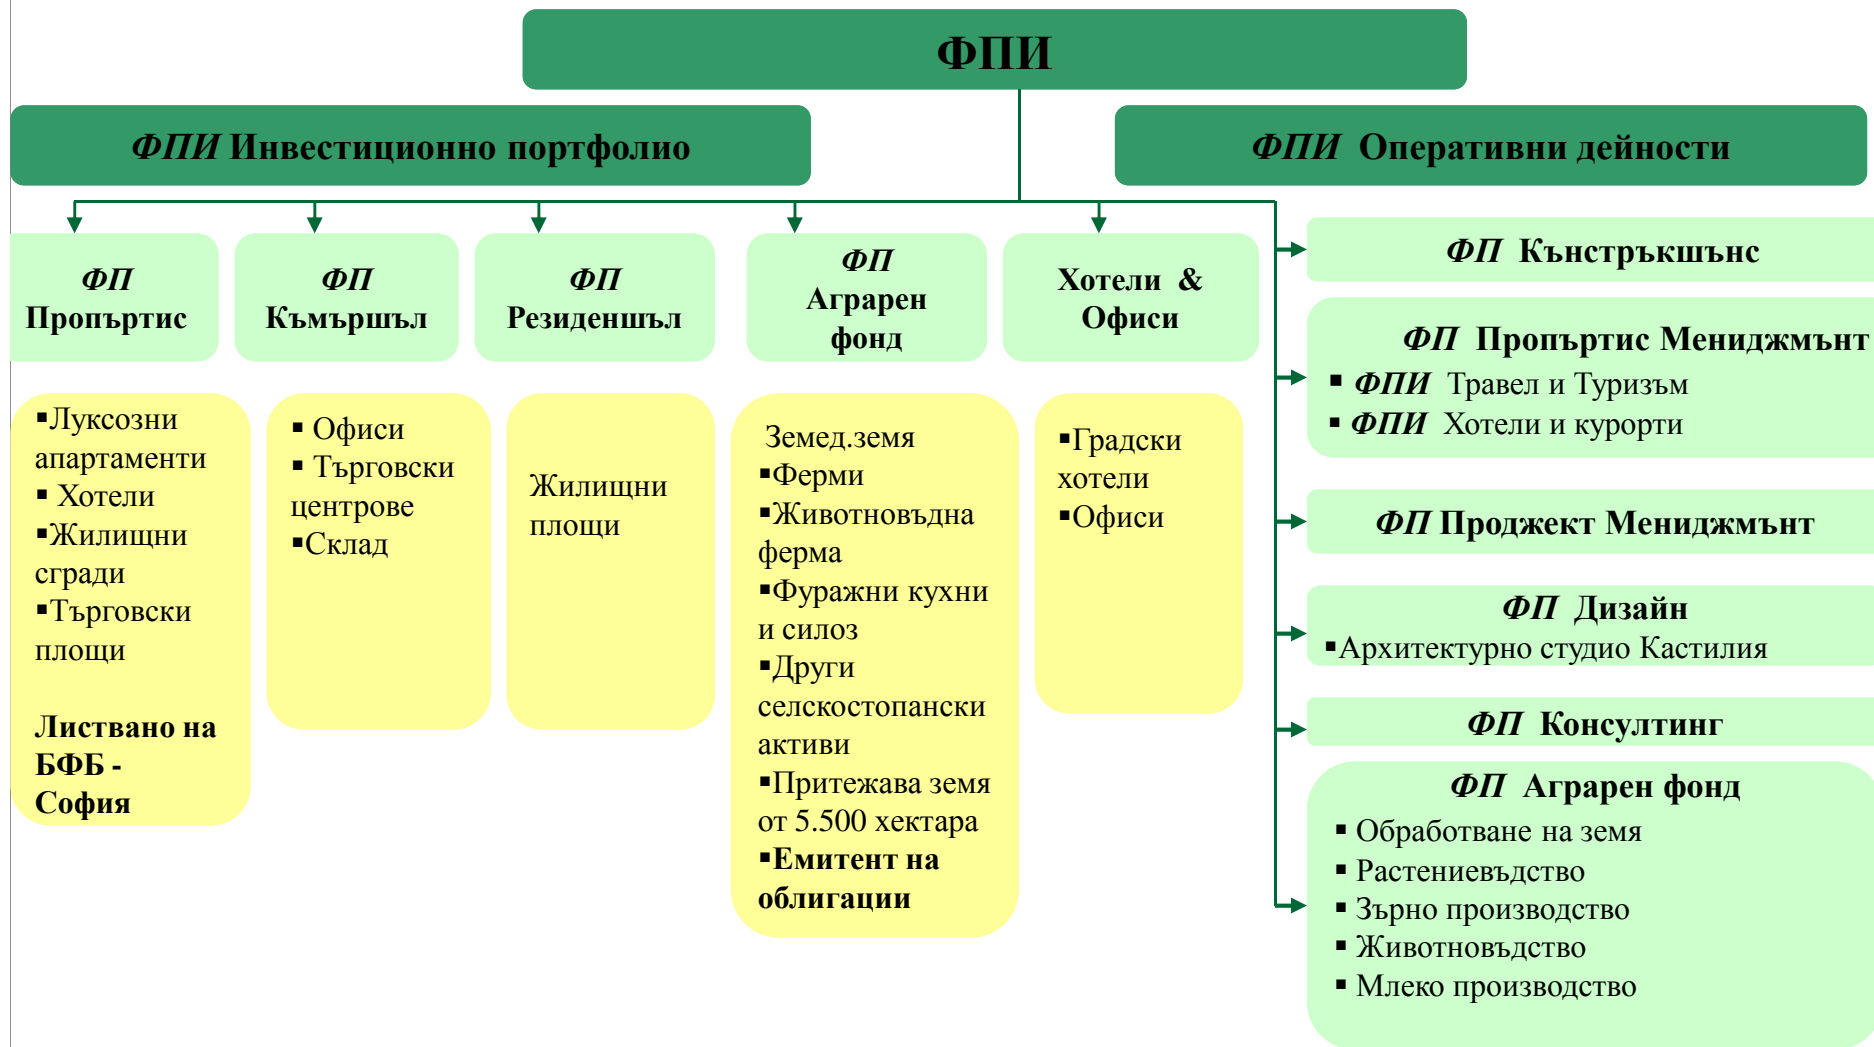 ФПИ
ФПИ Инвестиционно портфолио
ФПИ Оперативни дейности
ФП
Пропъртис
ФП
Къмършъл
ФП
Резиденшъл
ФП
Аграрен
фонд
Хотели &
Офиси
▪Луксозни
апартаменти
▪ Хотели
▪Жилищни
сгради
▪Търговски
площи
Листвано на
БФБ -
София
▪ Офиси
▪ Търговски
центрове
▪Склад
Жилищни
площи
Земед.земя
▪Ферми
▪Животновъдна
ферма
▪Фуражни кухни
и силоз
▪Други
селскостопански
активи
▪Притежава земя
от 5.500 хектара
▪Емитент на
облигации
▪Градски
хотели
▪Офиси
ФП Кънстръкшънс
ФП Пропъртис Мениджмънт
▪ ФПИ Травел и Туризъм
▪ ФПИ Хотели и курорти
ФП Проджект Мениджмънт
ФП Дизайн
▪Архитектурно студио Кастилия
ФП Консултинг
ФП Аграрен фонд
▪ Обработване на земя
▪ Растениевъдство
▪ Зърно производство
▪ Животновъдство
▪ Млеко производство